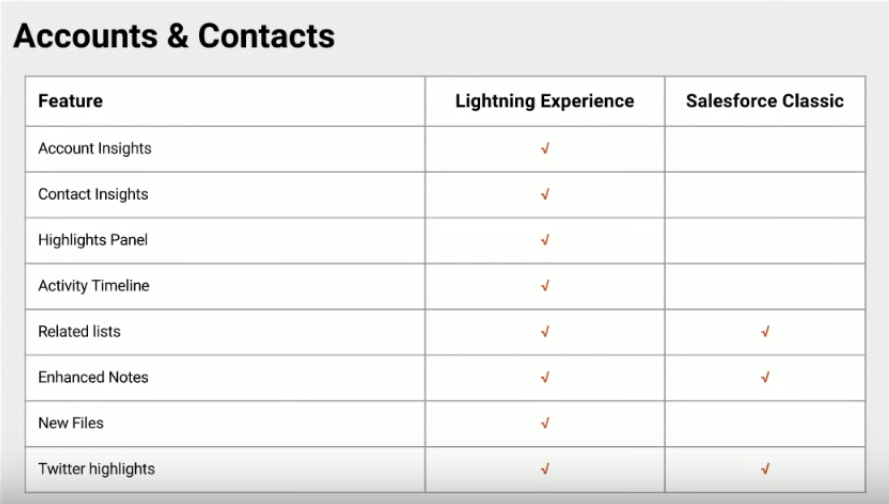 Accounts & Contacts
Feature Lightning Experience Salesforce Classic
Account Insights √
Contact Insights √
Highlights Panel √
Activity Timeline √
Related lists √ √
Enhanced Notes √ √
New Files √
Twitter highlights √ √